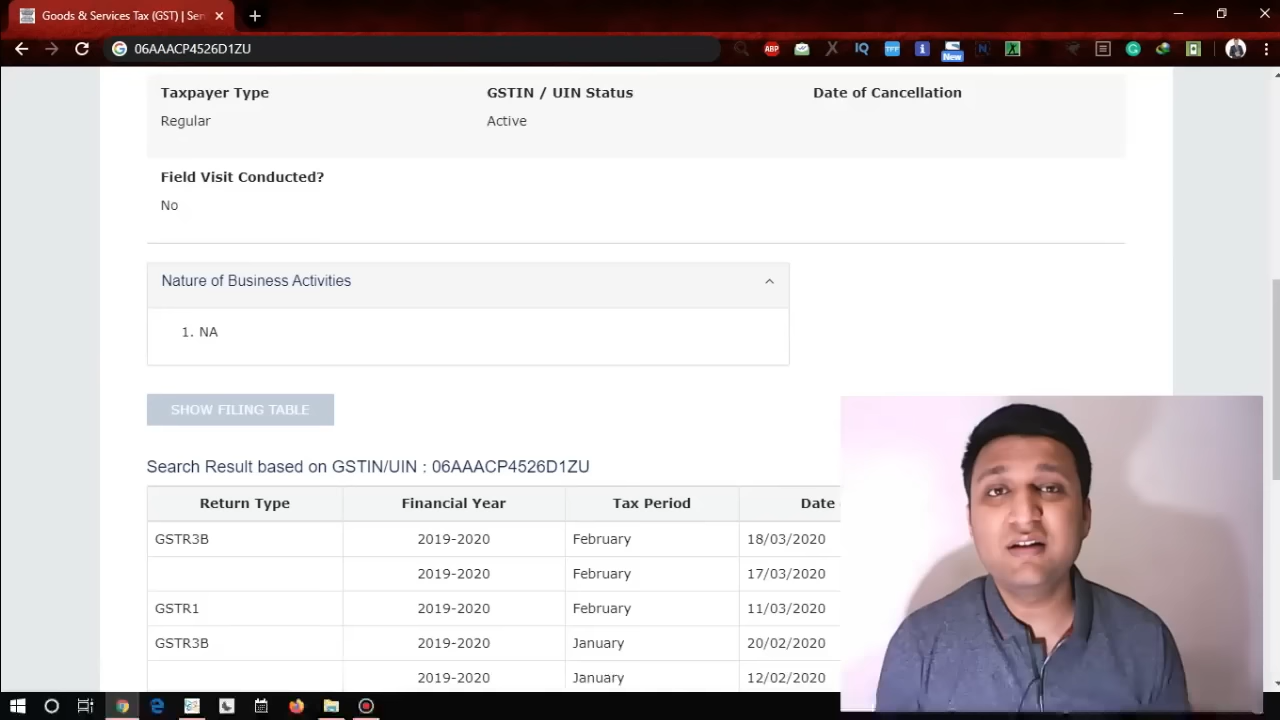 Goods & Services Tax (GST) | Ser
06AAACP4526D1ZU
ABP
X
IQ
TFF
i
N
X
New
Taxpayer Type
GSTIN / UIN Status
Date of Cancellation
Regular
Active
Field Visit Conducted?
No
Nature of Business Activities
1. NA
SHOW FILING TABLE
Search Result based on GSTIN/UIN : 06AAACP4526D1ZU
Return Type
Financial Year
Tax Period
Date
GSTR3B
2019-2020
February
18/03/2020
2019-2020
February
17/03/2020
GSTR1
2019-2020
February
11/03/2020
GSTR3B
2019-2020
January
20/02/2020
2019-2020
January
12/02/2020